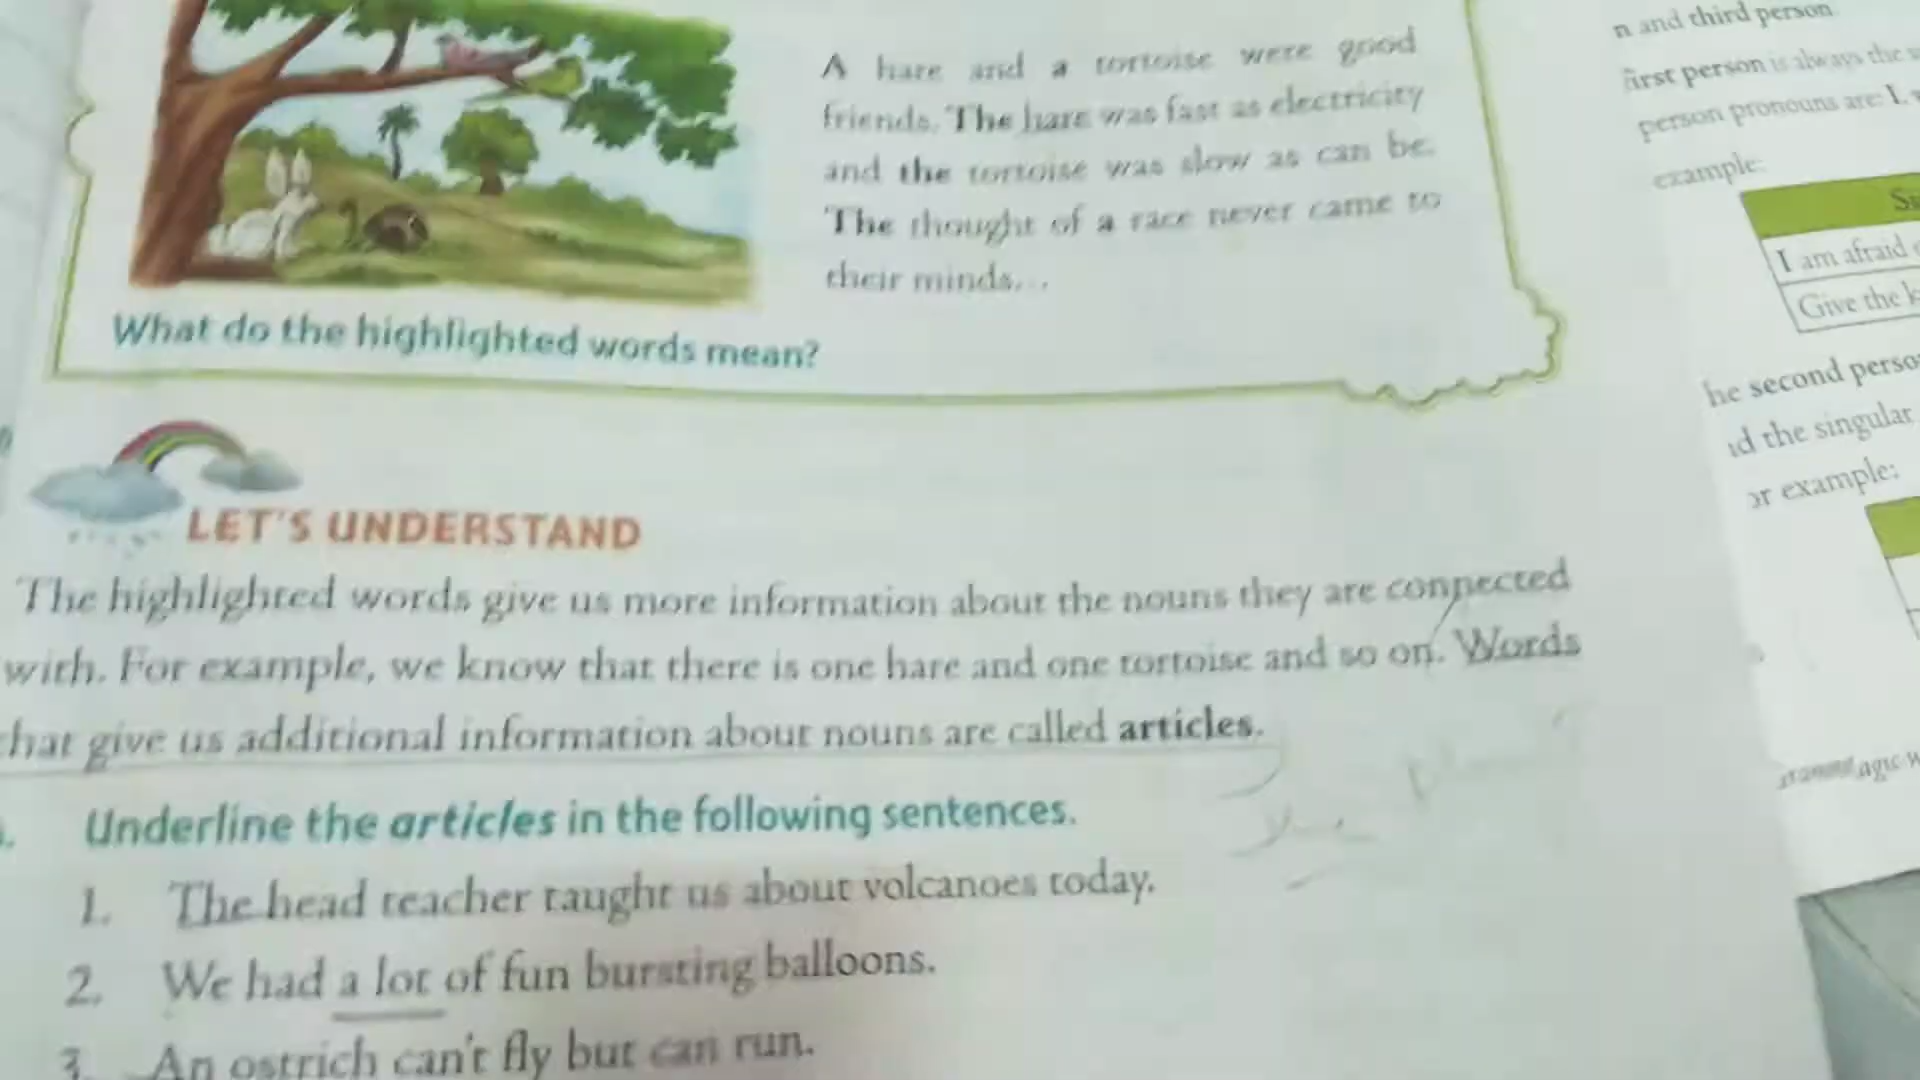 A hare and a tortoise were good
friends. The hare was fast as electricity
and the tortoise was slow as can be.
The thought of a race never came to
their minds...
What do the highlighted words mean?
LET'S UNDERSTAND
The highlighted words give us more information about the nouns they are connected
with. For example, we know that there is one hare and one tortoise and so on. Words
that give us additional information about nouns are called articles.
Underline the articles in the following sentences.
1. The head teacher taught us about volcanoes today.
2. We had a lot of fun bursting balloons.
3. An ostrich can't fly but can run.
n and third person
first person is always the
person pronouns are: I,
example:
I am afraid
Give the
he second
id the singular
or example: